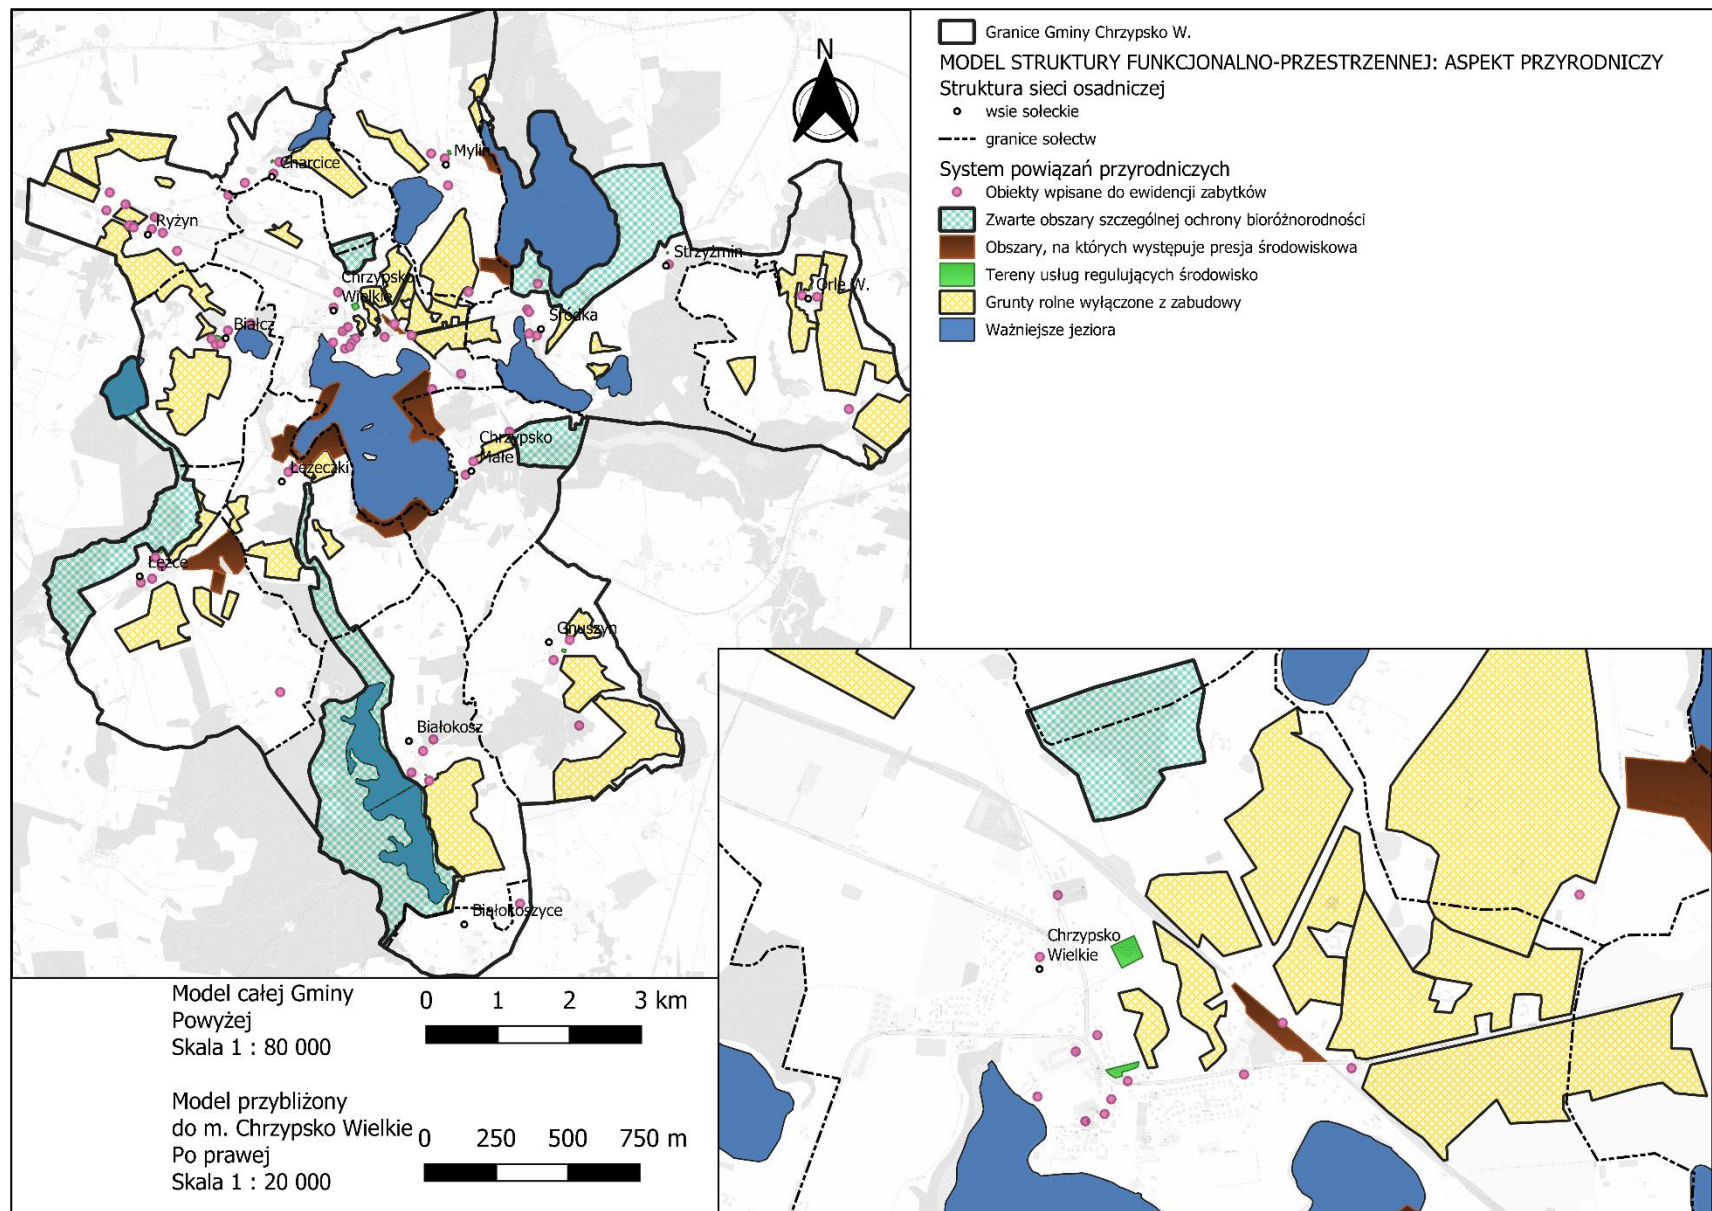 N
Charcice
Mylin
Ryżyn
Strzyżmin
Chrzypsko
Wielkie
Orle W.
Śródka
Białcz
Chrzypsko
Małe
Łężeczki
Łężce
Gnuszyn
Białokosz
Białokoszyce
Granice Gminy Chrzypsko W.
MODEL STRUKTURY FUNKCJONALNO-PRZESTRZENNEJ: ASPEKT PRZYRODNICZY
Struktura sieci osadniczej
wsie sołeckie
granice sołectw
System powiązań przyrodniczych
Obiekty wpisane do ewidencji zabytków
Zwarte obszary szczególnej ochrony bioróżnorodności
Obszary, na których występuje presja środowiskowa
Tereny usług regulujących środowisko
Grunty rolne wyłączone z zabudowy
Ważniejsze jeziora
Chrzypsko
Wielkie
Model całej Gminy
Powyżej
Skala 1 : 80 000
0 1 2 3 km
Model przybliżony
do m. Chrzypsko Wielkie
Po prawej
Skala 1 : 20 000
0 250 500 750 m